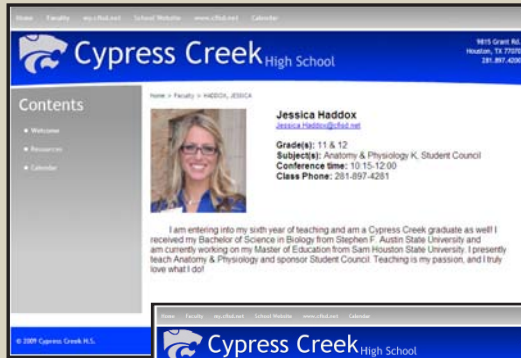 Home Faculty my.cfisd.net School Website www.cfisd.net Calendar
Cypress Creek High School
9815 Grant Rd.
Houston, TX 77070
281.897.4200
Contents
Welcome
Resources
Calendar
Home > Faculty > HADDOX, JESSICA
Jessica Haddox
Jessica.Haddox@cfisd.net
Grade(s): 11 & 12
Subject(s): Anatomy & Physiology K, Student Council
Conference time: 10:15-12:00
Class Phone: 281-897-4281
I am entering into my sixth year of teaching and am a Cypress Creek graduate as well! I
received my Bachelor of Science in Biology from Stephen F. Austin State University and
am currently working on my Master of Education from Sam Houston State University. I presently
teach Anatomy & Physiology and sponsor Student Council. Teaching is my passion, and I truly
love what I do!
© 2009 Cypress Creek H.S.
Home Faculty my.cfisd.net School Website www.cfisd.net Calendar
Cypress Creek High School